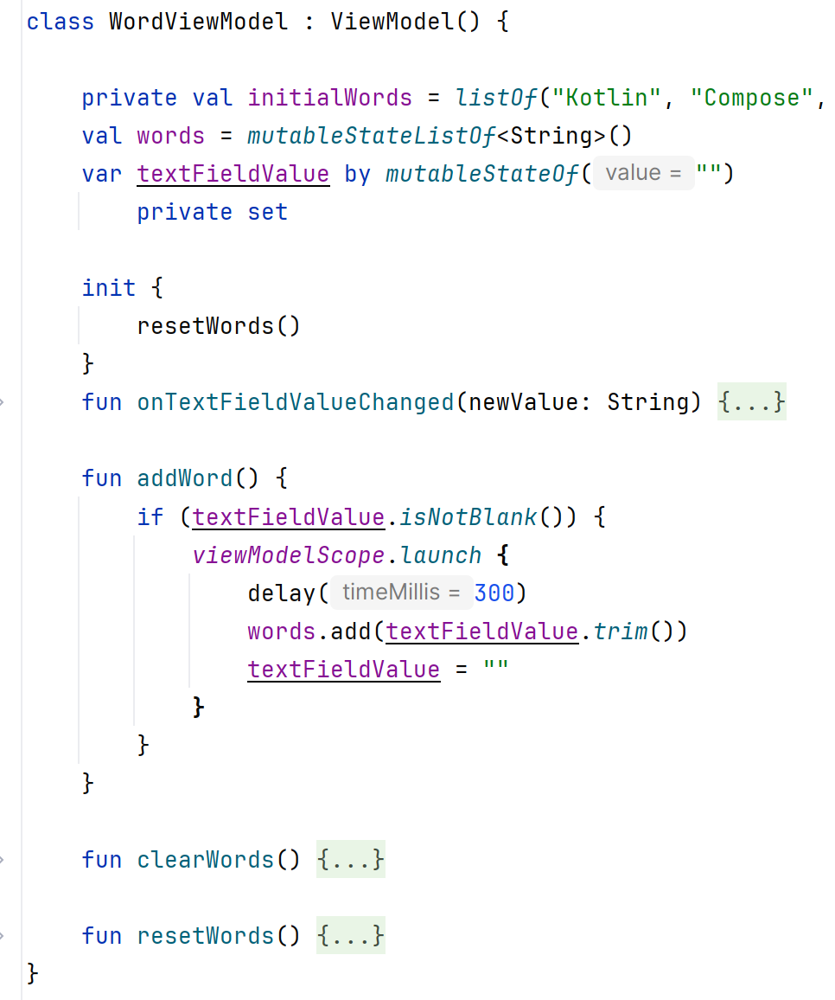 class WordViewModel : ViewModel() {
private val initialWords = listOf("Kotlin", "Compose",
val words = mutableStateListOf<String>()
var textFieldValue by mutableStateOf( value = "")
private set
init {
resetWords()
}
fun onTextFieldValueChanged(newValue: String) {...}
fun addWord() {
if (textFieldValue.isNotBlank()) {
viewModelScope.launch {
delay( timeMillis = 300)
words.add(textFieldValue.trim())
textFieldValue = ""
}
}
}
fun clearWords() {...}
fun resetWords() {...}
}